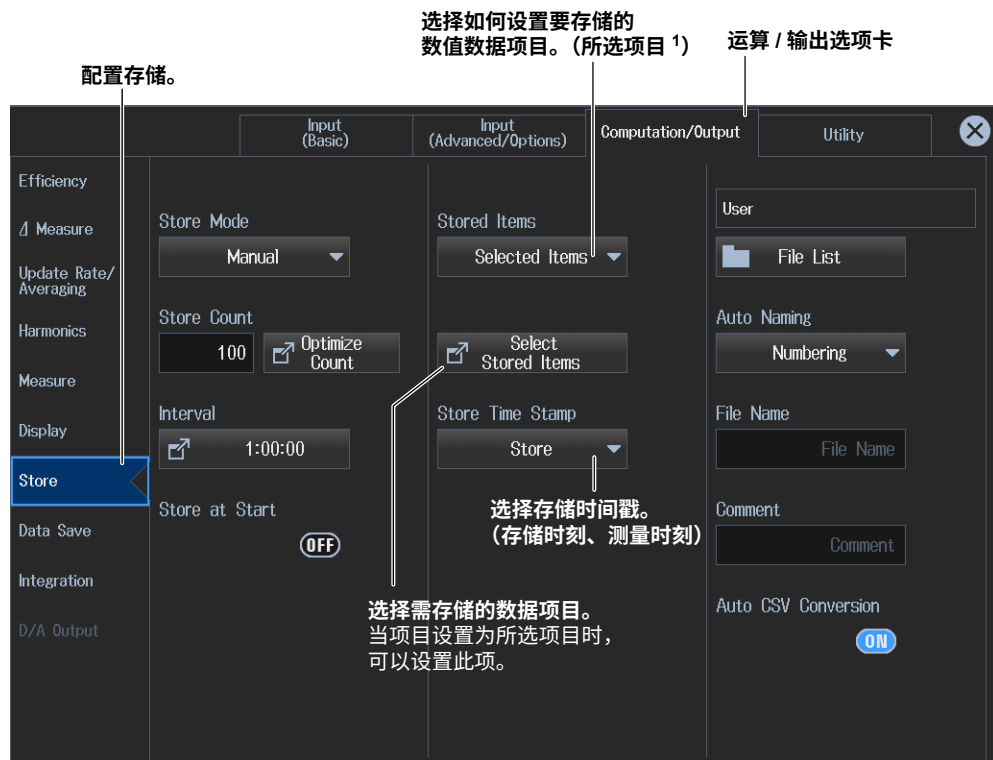 选择如何设置要存储的
数值数据项目。（所选项目 1）
运算 / 输出选项卡
配置存储。
Input
(Basic)
Input
(Advanced/Options)
Computation/Output
Utility
Efficiency
⊿ Measure
Update Rate/
Averaging
Harmonics
Measure
Display
Store
Data Save
Integration
D/A Output
Store Mode
Manual
Store Count
100
Optimize
Count
Interval
1:00:00
Store at Start
OFF
Stored Items
Selected Items
Select
Stored Items
Store Time Stamp
Store
选择存储时间戳。
（存储时刻、测量时刻）
选择需存储的数据项目。
当项目设置为所选项目时，
可以设置此项。
User
File List
Auto Naming
Numbering
File Name
File Name
Comment
Comment
Auto CSV Conversion
ON